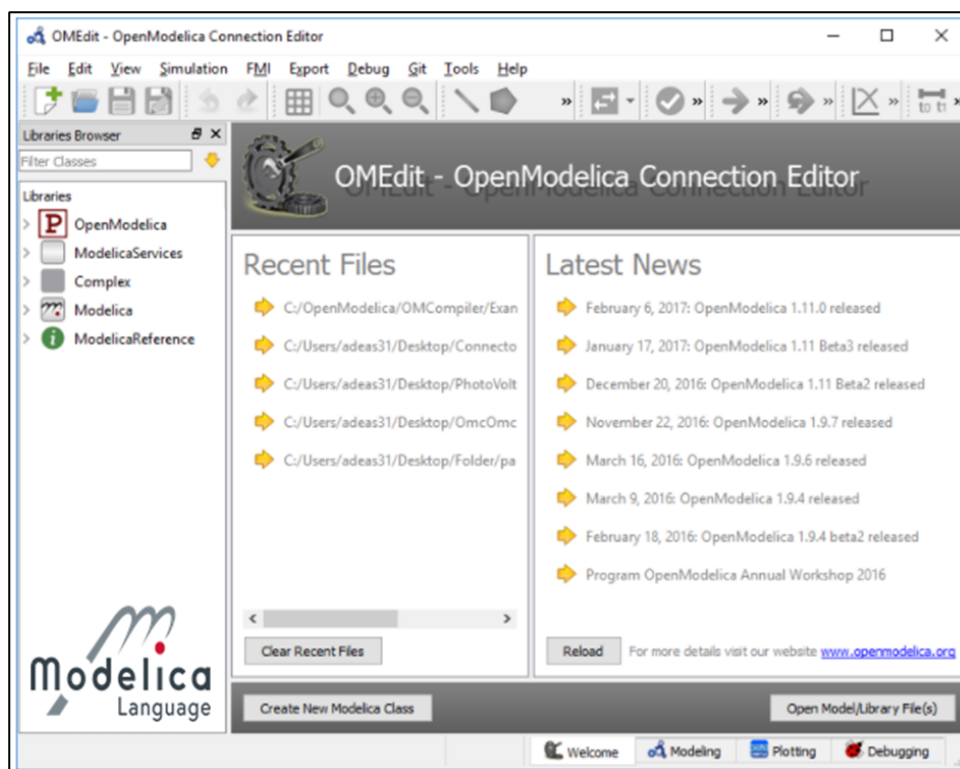 OMEdit - OpenModelica Connection Editor
File Edit View Simulation FMI Export Debug Git Tools Help
to t1
Libraries Browser
Filter Classes
Libraries
P OpenModelica
ModelicaServices
Complex
Modelica
i ModelicaReference
Modelica
Language
OMEdit - OpenModelica Connection Editor
Recent Files
C:/OpenModelica/OMCompiler/Exan
C:/Users/adeas31/Desktop/Connecto
C:/Users/adeas31/Desktop/PhotoVolt
C:/Users/adeas31/Desktop/OmcOmc
C:/Users/adeas31/Desktop/Folder/pa
Clear Recent Files
Latest News
February 6, 2017: OpenModelica 1.11.0 released
January 17, 2017: OpenModelica 1.11 Beta3 released
December 20, 2016: OpenModelica 1.11 Beta2 released
November 22, 2016: OpenModelica 1.9.7 released
March 16, 2016: OpenModelica 1.9.6 released
March 9, 2016: OpenModelica 1.9.4 released
February 18, 2016: OpenModelica 1.9.4 beta2 released
Program OpenModelica Annual Workshop 2016
Reload For more details visit our website www.openmodelica.org
Create New Modelica Class Open Model/Library File(s)
Welcome Modeling Plotting Debugging